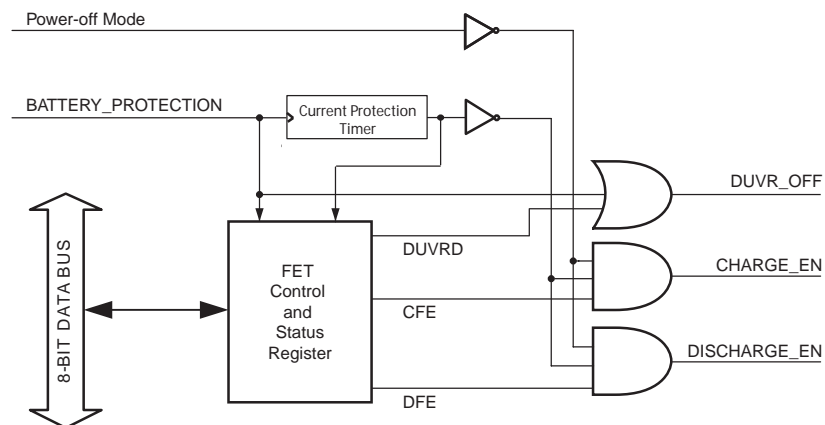 Power-off Mode
BATTERY_PROTECTION
Current Protection
Timer
DUVR_OFF
DUVRD
CHARGE_EN
CFE
DISCHARGE_EN
DFE
FET
Control
and
Status
Register
8-BIT DATA BUS